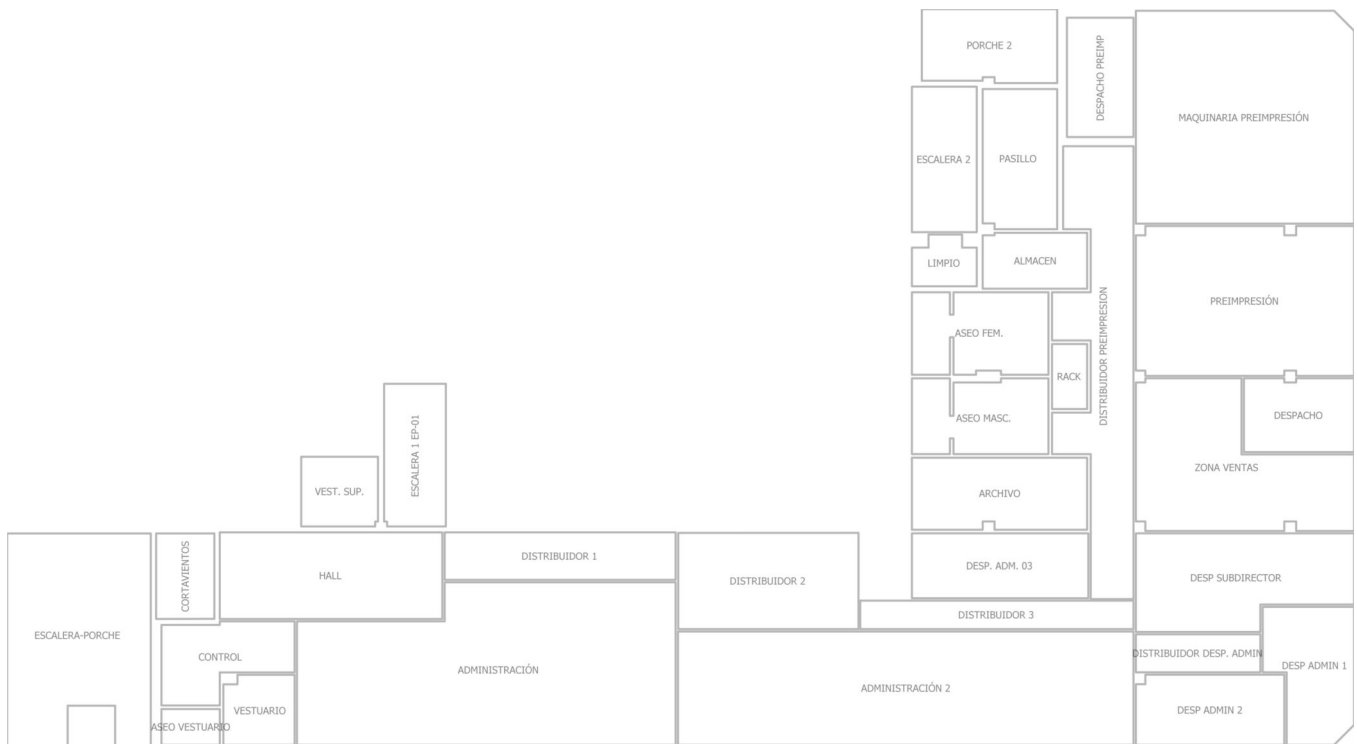 PORCHE 2
DESPACHO PREIMP
MAQUINARIA PREIMPRESIÓN
ESCALERA 2
PASILLO
LIMPIO
ALMACEN
DISTRIBUIDOR PREIMPRESION
PREIMPRESIÓN
ASEO FEM.
RACK
ASEO MASC.
DESPACHO
ESCALERA 1 EP-01
ZONA VENTAS
VEST. SUP.
ARCHIVO
CORTAVIENTOS
HALL
DISTRIBUIDOR 1
DISTRIBUIDOR 2
DESP. ADM. 03
DESP SUBDIRECTOR
DISTRIBUIDOR 3
ESCALERA-PORCHE
CONTROL
ADMINISTRACIÓN
ADMINISTRACIÓN 2
DISTRIBUIDOR DESP. ADMIN
DESP ADMIN 1
VESTUARIO
DESP ADMIN 2
ASEO VESTUARIO